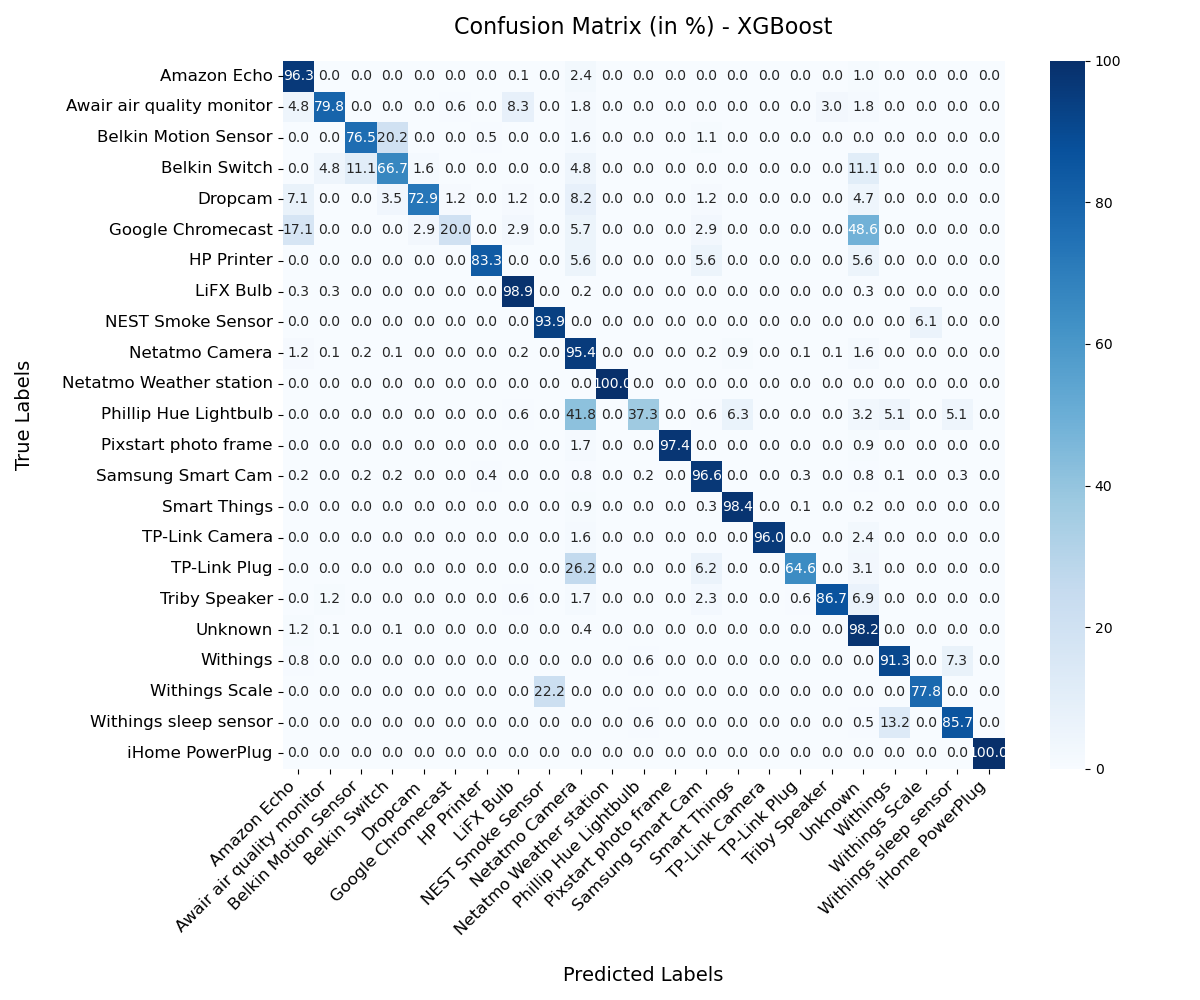 Confusion Matrix (in %) - XGBoost
True Labels
Amazon Echo 96.3 0.0 0.0 0.0 0.0 0.0 0.0 0.1 0.0 2.4 0.0 0.0 0.0 0.0 0.0 0.0 0.0 0.0 1.0 0.0 0.0 0.0 0.0
Awair air quality monitor 4.8 79.8 0.0 0.0 0.0 0.6 0.0 8.3 0.0 1.8 0.0 0.0 0.0 0.0 0.0 0.0 0.0 3.0 1.8 0.0 0.0 0.0 0.0
Belkin Motion Sensor 0.0 0.0 76.5 20.2 0.0 0.0 0.5 0.0 0.0 1.6 0.0 0.0 0.0 1.1 0.0 0.0 0.0 0.0 0.0 0.0 0.0 0.0 0.0
Belkin Switch 0.0 4.8 11.1 66.7 1.6 0.0 0.0 0.0 0.0 4.8 0.0 0.0 0.0 0.0 0.0 0.0 0.0 0.0 11.1 0.0 0.0 0.0 0.0
Dropcam 7.1 0.0 0.0 3.5 72.9 1.2 0.0 1.2 0.0 8.2 0.0 0.0 0.0 1.2 0.0 0.0 0.0 0.0 4.7 0.0 0.0 0.0 0.0
Google Chromecast 17.1 0.0 0.0 0.0 2.9 20.0 0.0 2.9 0.0 5.7 0.0 0.0 0.0 2.9 0.0 0.0 0.0 0.0 48.6 0.0 0.0 0.0 0.0
HP Printer 0.0 0.0 0.0 0.0 0.0 0.0 83.3 0.0 0.0 5.6 0.0 0.0 0.0 5.6 0.0 0.0 0.0 0.0 5.6 0.0 0.0 0.0 0.0
LiFX Bulb 0.3 0.3 0.0 0.0 0.0 0.0 0.0 98.9 0.0 0.2 0.0 0.0 0.0 0.0 0.0 0.0 0.0 0.0 0.3 0.0 0.0 0.0 0.0
NEST Smoke Sensor 0.0 0.0 0.0 0.0 0.0 0.0 0.0 0.0 93.9 0.0 0.0 0.0 0.0 0.0 0.0 0.0 0.0 0.0 0.0 0.0 6.1 0.0 0.0
Netatmo Camera 1.2 0.1 0.2 0.1 0.0 0.0 0.0 0.2 0.0 95.4 0.0 0.0 0.0 0.2 0.9 0.0 0.1 0.1 1.6 0.0 0.0 0.0 0.0
Netatmo Weather station 0.0 0.0 0.0 0.0 0.0 0.0 0.0 0.0 0.0 0.0 100.0 0.0 0.0 0.0 0.0 0.0 0.0 0.0 0.0 0.0 0.0 0.0 0.0
Phillip Hue Lightbulb 0.0 0.0 0.0 0.0 0.0 0.0 0.0 0.6 0.0 41.8 0.0 37.3 0.0 0.6 6.3 0.0 0.0 0.0 3.2 5.1 0.0 5.1 0.0
Pixstart photo frame 0.0 0.0 0.0 0.0 0.0 0.0 0.0 0.0 0.0 1.7 0.0 0.0 97.4 0.0 0.0 0.0 0.0 0.0 0.9 0.0 0.0 0.0 0.0
Samsung Smart Cam 0.2 0.0 0.2 0.2 0.0 0.0 0.4 0.0 0.0 0.8 0.0 0.2 0.0 96.6 0.0 0.0 0.3 0.0 0.8 0.1 0.0 0.3 0.0
Smart Things 0.0 0.0 0.0 0.0 0.0 0.0 0.0 0.0 0.0 0.9 0.0 0.0 0.0 0.3 98.4 0.0 0.1 0.0 0.2 0.0 0.0 0.0 0.0
TP-Link Camera 0.0 0.0 0.0 0.0 0.0 0.0 0.0 0.0 0.0 1.6 0.0 0.0 0.0 0.0 0.0 96.0 0.0 0.0 2.4 0.0 0.0 0.0 0.0
TP-Link Plug 0.0 0.0 0.0 0.0 0.0 0.0 0.0 0.0 0.0 26.2 0.0 0.0 0.0 6.2 0.0 0.0 64.6 0.0 3.1 0.0 0.0 0.0 0.0
Triby Speaker 0.0 1.2 0.0 0.0 0.0 0.0 0.0 0.6 0.0 1.7 0.0 0.0 0.0 2.3 0.0 0.0 0.6 86.7 6.9 0.0 0.0 0.0 0.0
Unknown 1.2 0.1 0.0 0.1 0.0 0.0 0.0 0.0 0.0 0.4 0.0 0.0 0.0 0.0 0.0 0.0 0.0 0.0 98.2 0.0 0.0 0.0 0.0
Withings 0.8 0.0 0.0 0.0 0.0 0.0 0.0 0.0 0.0 0.0 0.0 0.6 0.0 0.0 0.0 0.0 0.0 0.0 0.0 91.3 0.0 7.3 0.0
Withings Scale 0.0 0.0 0.0 0.0 0.0 0.0 0.0 0.0 22.2 0.0 0.0 0.0 0.0 0.0 0.0 0.0 0.0 0.0 0.0 0.0 77.8 0.0 0.0
Withings sleep sensor 0.0 0.0 0.0 0.0 0.0 0.0 0.0 0.0 0.0 0.0 0.0 0.6 0.0 0.0 0.0 0.0 0.0 0.0 0.5 13.2 0.0 85.7 0.0
iHome PowerPlug 0.0 0.0 0.0 0.0 0.0 0.0 0.0 0.0 0.0 0.0 0.0 0.0 0.0 0.0 0.0 0.0 0.0 0.0 0.0 0.0 0.0 0.0 100.0
Amazon Echo
Awair air quality monitor
Belkin Motion Sensor
Belkin Switch
Dropcam
Google Chromecast
HP Printer
LiFX Bulb
NEST Smoke Sensor
Netatmo Camera
Netatmo Weather station
Phillip Hue Lightbulb
Pixstart photo frame
Samsung Smart Cam
Smart Things
TP-Link Camera
TP-Link Plug
Triby Speaker
Unknown
Withings
Withings Scale
Withings sleep sensor
iHome PowerPlug
Predicted Labels
100
80
60
40
20
0